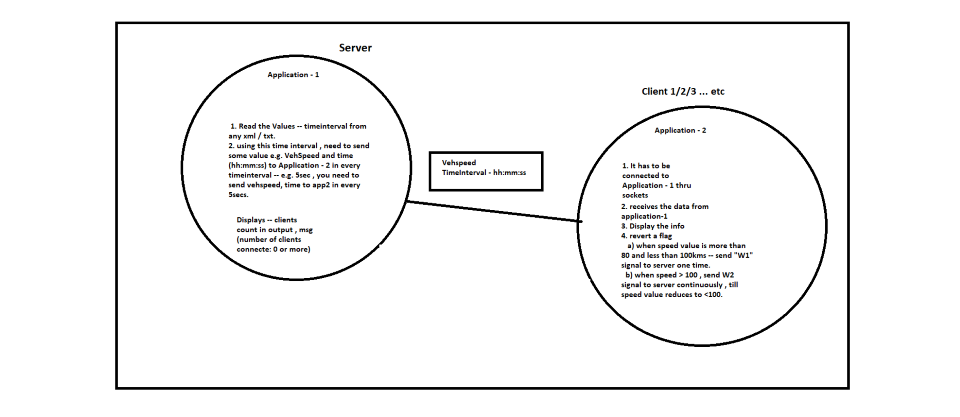 Server
Application - 1
1. Read the Values -- timeinterval from
any xml / txt.
2. using this time interval , need to send
some value e.g. VehSpeed and time
(hh:mm:ss) to Application - 2 in every
timeinterval -- e.g. 5sec , you need to
send vehspeed, time to app2 in every
5secs.
Displays -- clients
count in output , msg
(number of clients
connecte: 0 or more)
Vehspeed
TimeInterval - hh:mm:ss
Client 1/2/3 ... etc
Application - 2
1. It has to be
connected to
Application - 1 thru
sockets
2. receives the data from
application-1
3. Display the info
4. revert a flag
a) when speed value is more than
80 and less than 100kms -- send "W1"
signal to server one time.
b) when speed > 100 , send W2
signal to server continuously , till
speed value reduces to <100.